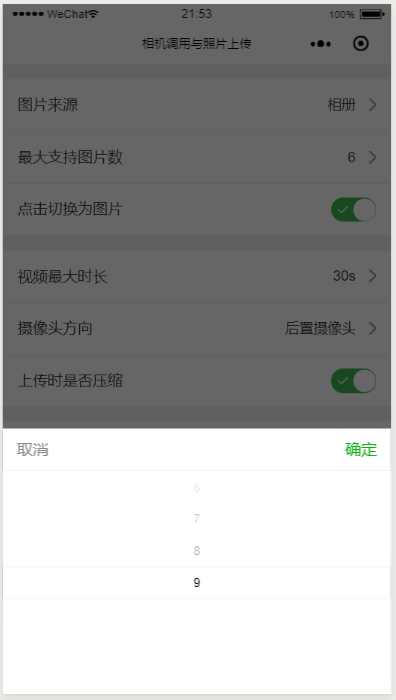 WeChat 21:53 100%
相机调用与照片上传
图片来源 相册
最大支持图片数 6
点击切换为图片
视频最大时长 30s
摄像头方向 后置摄像头
上传时是否压缩
取消 确定
6
7
8
9